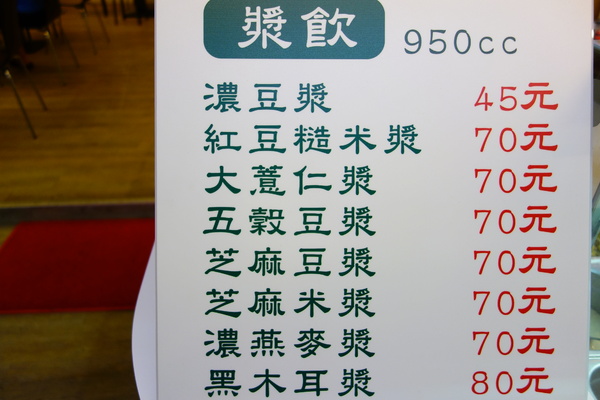 漿飲 950cc
濃豆漿 45元
紅豆糙米漿 70元
大薏仁漿 70元
五穀豆漿 70元
芝麻豆漿 70元
芝麻米漿 70元
濃燕麥漿 70元
黑木耳漿 80元